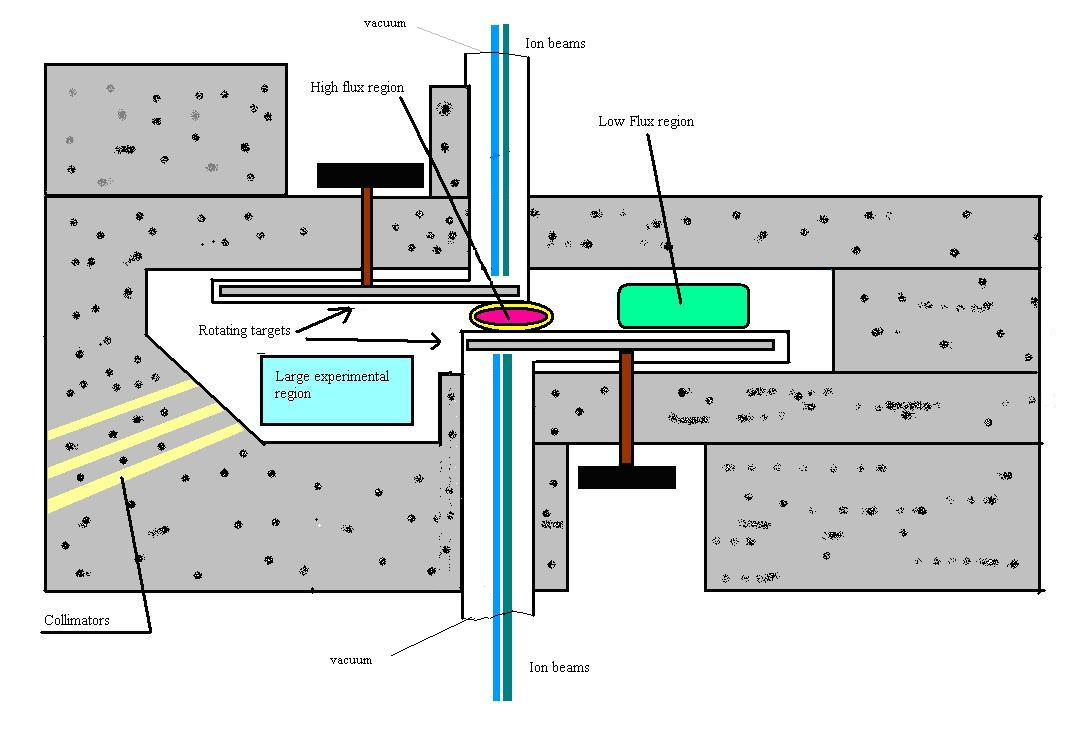 vacuum
Ion beams
High flux region
Low Flux region
Rotating targets
Large experimental
region
Collimators
vacuum
Ion beams